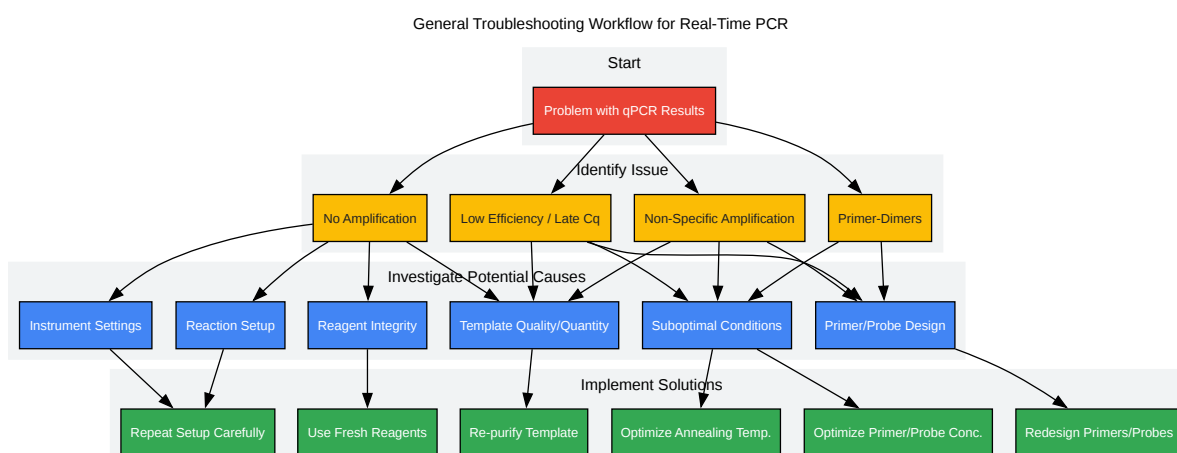 General Troubleshooting Workflow for Real-Time PCR
Start
Problem with qPCR Results
Identify Issue
No Amplification
Low Efficiency / Late Cq
Non-Specific Amplification
Primer-Dimers
Investigate Potential Causes
Instrument Settings
Reaction Setup
Reagent Integrity
Template Quality/Quantity
Suboptimal Conditions
Primer/Probe Design
Implement Solutions
Repeat Setup Carefully
Use Fresh Reagents
Re-purify Template
Optimize Annealing Temp.
Optimize Primer/Probe Conc.
Redesign Primers/Probes